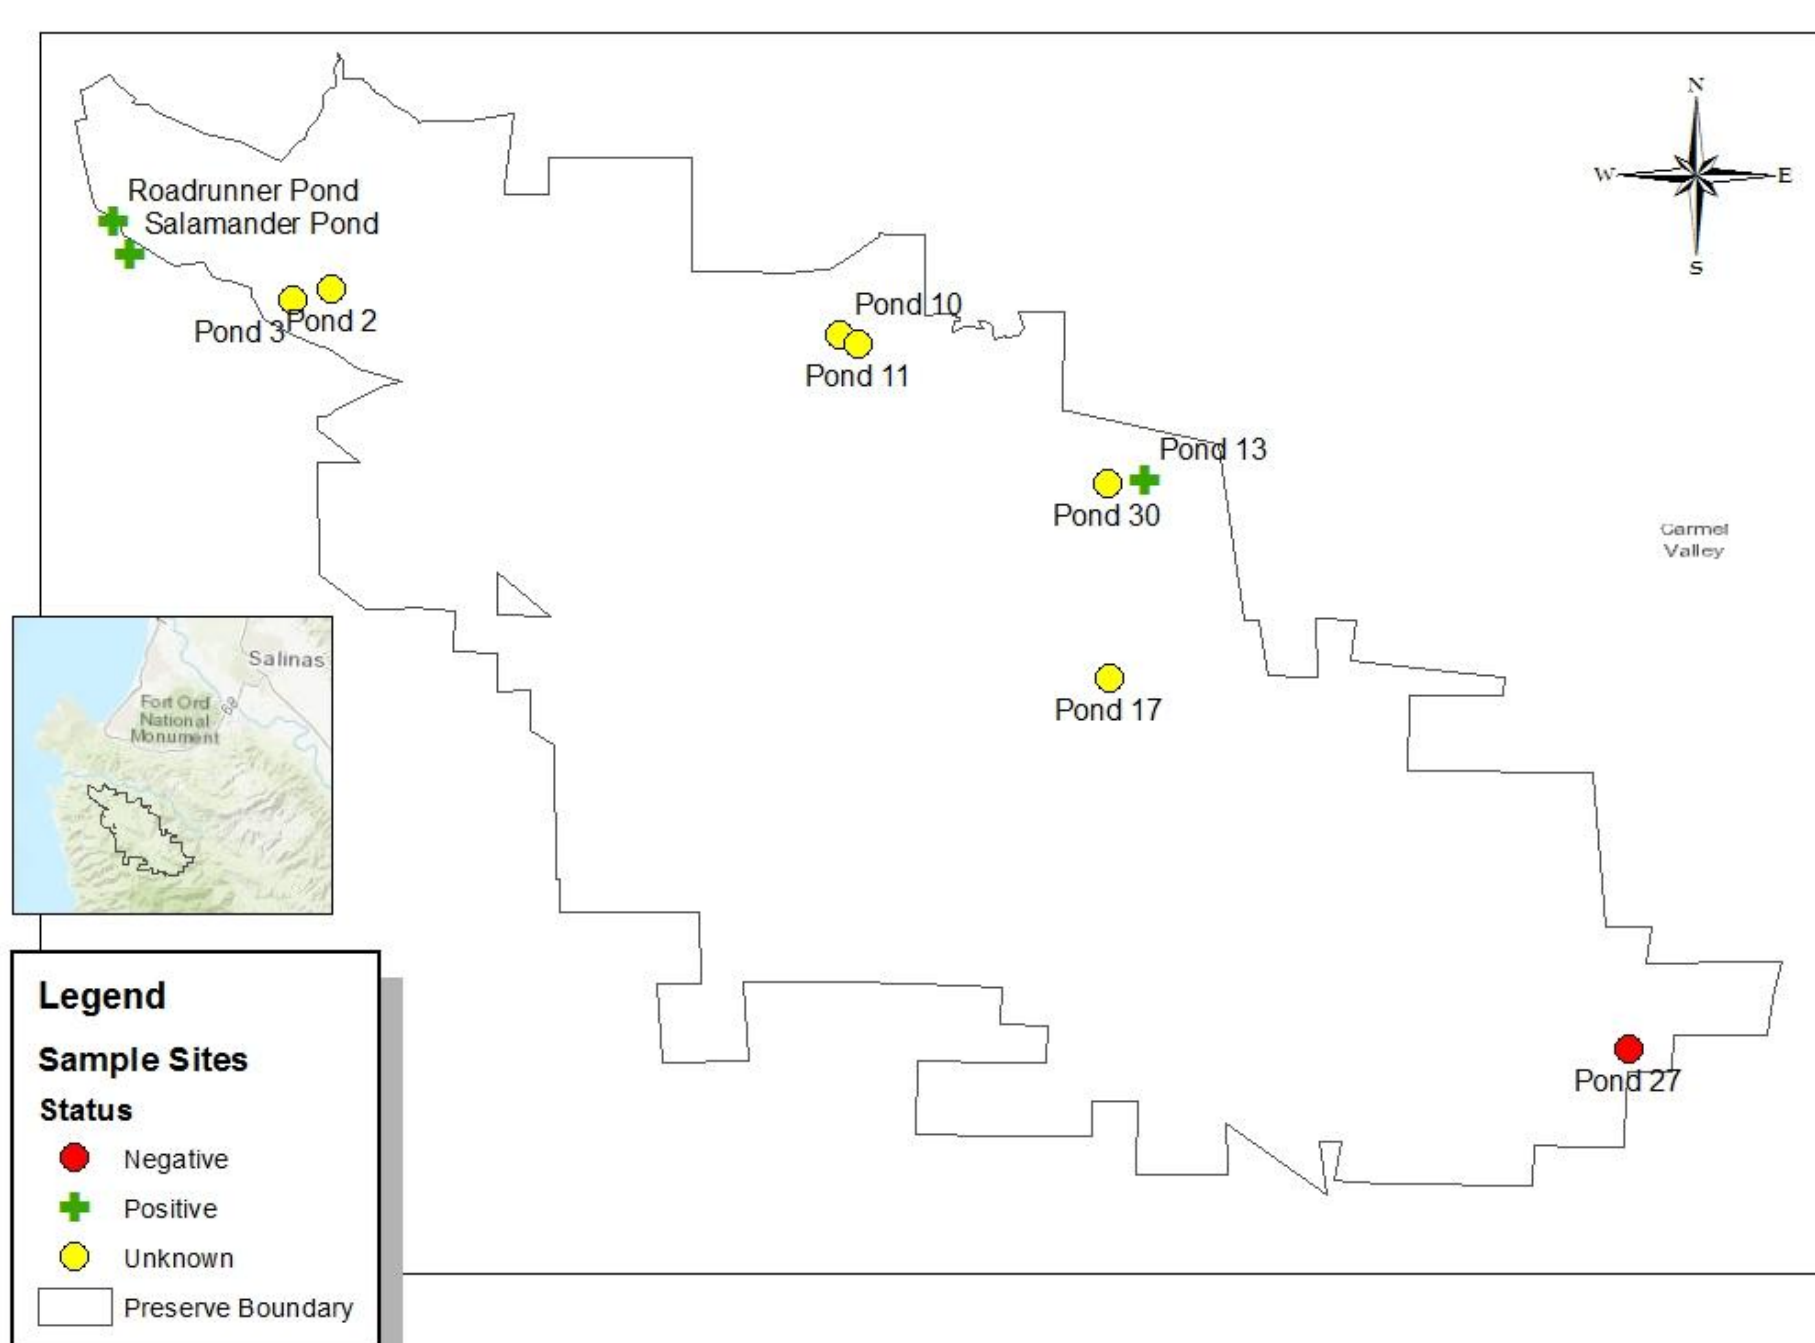 N
W E
S
Roadrunner Pond
Salamander Pond
Pond 3
Pond 2
Pond 10
Pond 11
Pond 13
Pond 30
Carmel
Valley
Pond 17
Pond 27
Salinas
68
Fort Ord
National
Monument
Legend
Sample Sites
Status
Negative
Positive
Unknown
Preserve Boundary